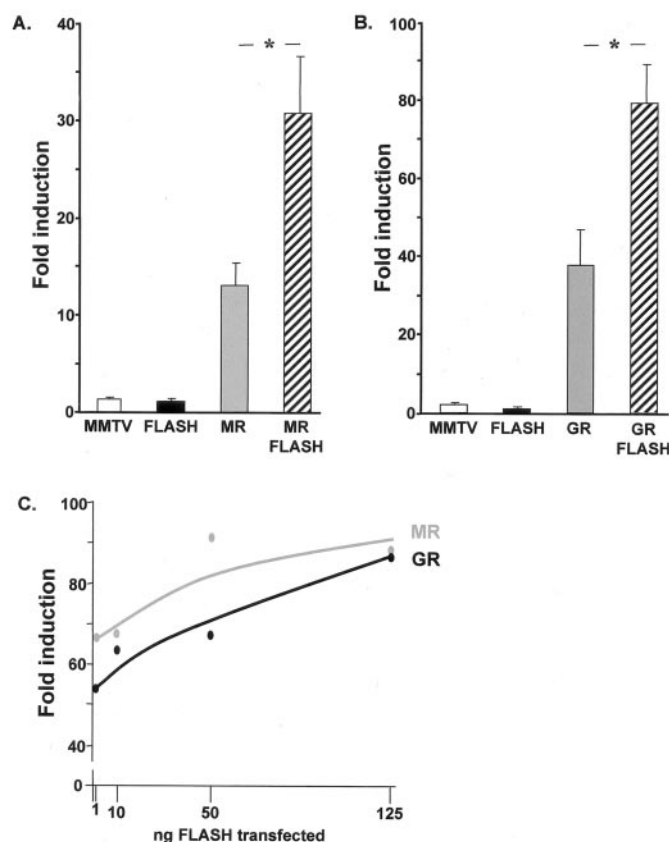 A.
40
30
20
10
0
Fold induction
*
MMTV FLASH MR MR
FLASH
B.
100
80
60
40
20
0
Fold induction
*
MMTV FLASH GR GR
FLASH
C.
100
80
60
40
0
Fold induction
MR
GR
1 10 50 125
ng FLASH transfected